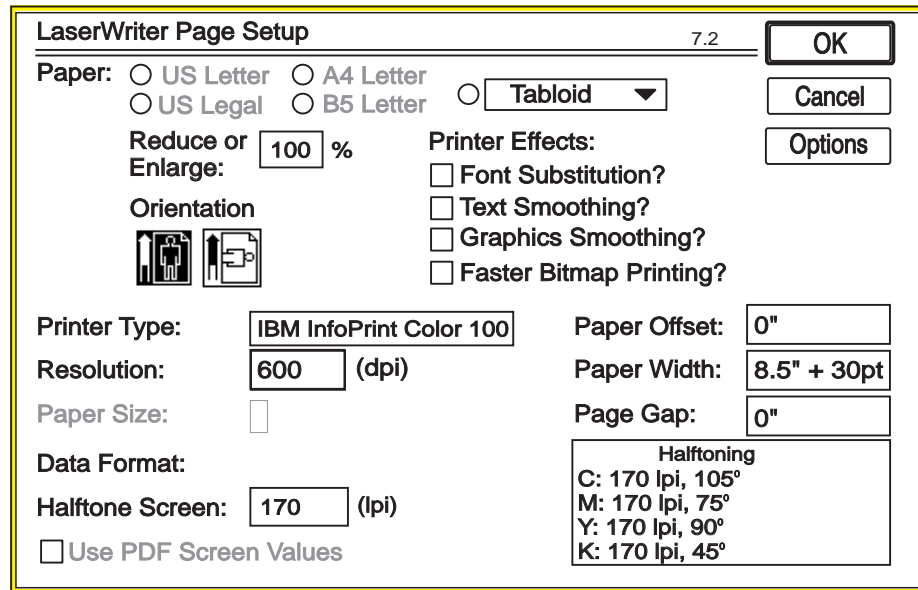 LaserWriter Page Setup 7.2 OK
Paper: US Letter A4 Letter
US Legal B5 Letter Tabloid Cancel
Reduce or Enlarge: 100 %
Printer Effects: Options
Font Substitution?
Orientation Text Smoothing?
Graphics Smoothing?
Faster Bitmap Printing?
Printer Type: IBM InfoPrint Color 100 Paper Offset: 0"
Resolution: 600 (dpi) Paper Width: 8.5" + 30pt
Paper Size: Page Gap: 0"
Data Format:
Halftone Screen: 170 (lpi)
Use PDF Screen Values
Halftoning
C: 170 lpi, 105°
M: 170 lpi, 75°
Y: 170 lpi, 90°
K: 170 lpi, 45°